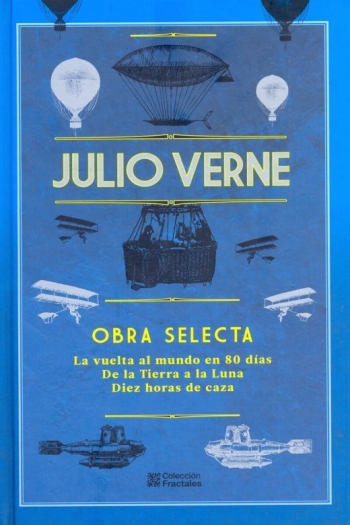 JULIO VERNE
OBRA SELECTA
La vuelta al mundo en 80 días
De la Tierra a la Luna
Diez horas de caza
Colección
Fractales